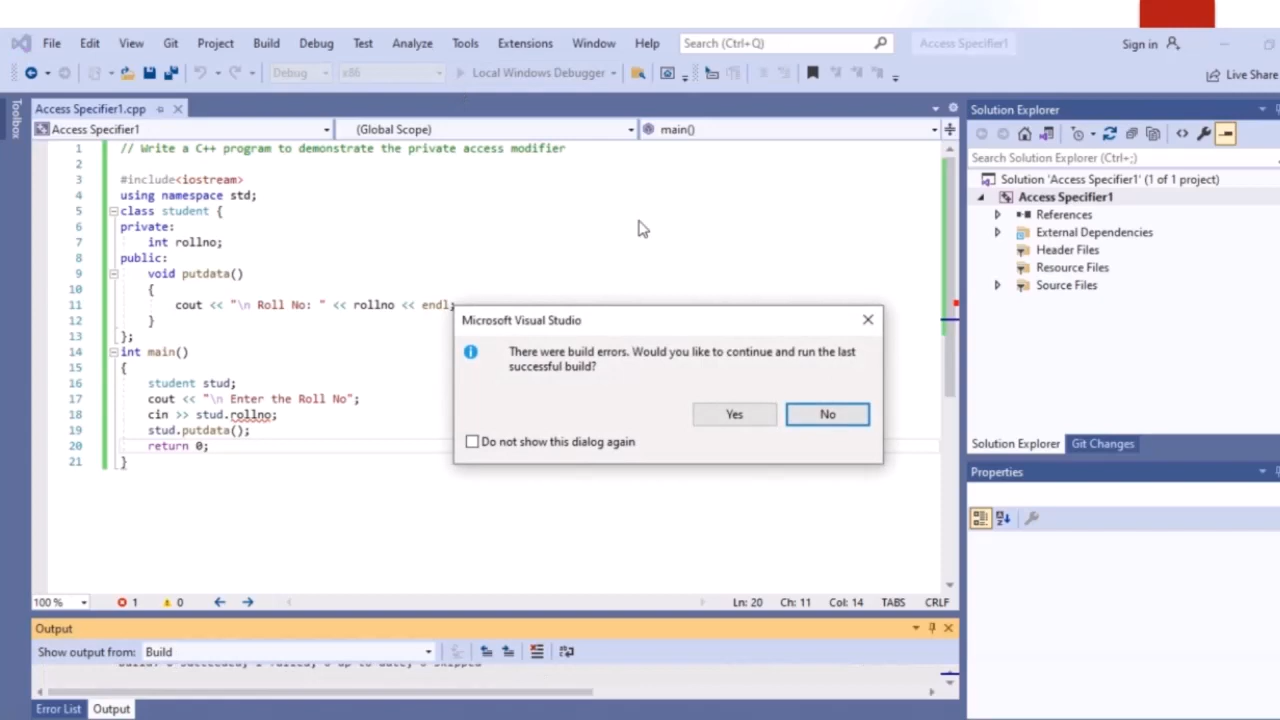 File Edit View Git Project Build Debug Test Analyze Tools Extensions Window Help Search (Ctrl+Q) Access Specifier1 Sign in
Debug x86 Local Windows Debugger Live Share
Toolbox
Access Specifier1.cpp
Access Specifier1 (Global Scope) main()
1 // Write a C++ program to demonstrate the private access modifier
2
3 #include<iostream>
4 using namespace std;
5 class student {
6 private:
7 int rollno;
8 public:
9 void putdata()
10 {
11 cout << "\n Roll No: " << rollno << endl;
12 }
13 };
14 int main()
15 {
16 student stud;
17 cout << "\n Enter the Roll No";
18 cin >> stud.rollno;
19 stud.putdata();
20 return 0;
21 }
Microsoft Visual Studio
There were build errors. Would you like to continue and run the last
successful build?
Yes No
Do not show this dialog again
100 % 1 0 Ln: 20 Ch: 11 Col: 14 TABS CRLF
Output
Show output from: Build
Error List Output
Solution Explorer
Search Solution Explorer (Ctrl+;)
Solution 'Access Specifier1' (1 of 1 project)
Access Specifier1
References
External Dependencies
Header Files
Resource Files
Source Files
Solution Explorer Git Changes
Properties